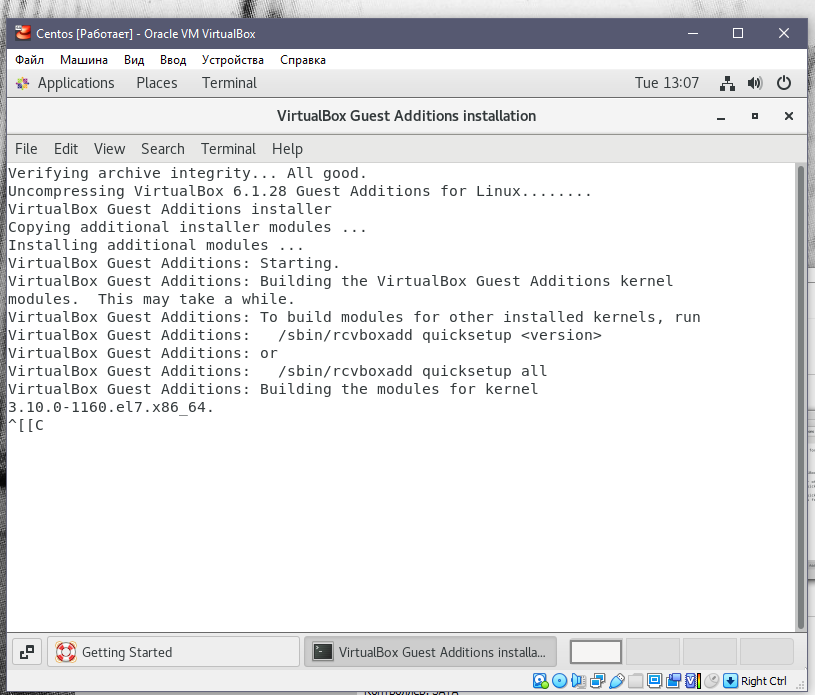 Centos [Работает] - Oracle VM VirtualBox
Файл Машина Вид Ввод Устройства Справка
Applications Places Terminal Tue 13:07
VirtualBox Guest Additions installation
File Edit View Search Terminal Help
Verifying archive integrity... All good.
Uncompressing VirtualBox 6.1.28 Guest Additions for Linux........
VirtualBox Guest Additions installer
Copying additional installer modules ...
Installing additional modules ...
VirtualBox Guest Additions: Starting.
VirtualBox Guest Additions: Building the VirtualBox Guest Additions kernel
modules.  This may take a while.
VirtualBox Guest Additions: To build modules for other installed kernels, run
VirtualBox Guest Additions:   /sbin/rcvboxadd quicksetup <version>
VirtualBox Guest Additions: or
VirtualBox Guest Additions:   /sbin/rcvboxadd quicksetup all
VirtualBox Guest Additions: Building the modules for kernel
3.10.0-1160.el7.x86_64.
^[[C
Getting Started VirtualBox Guest Additions installa...
Right Ctrl